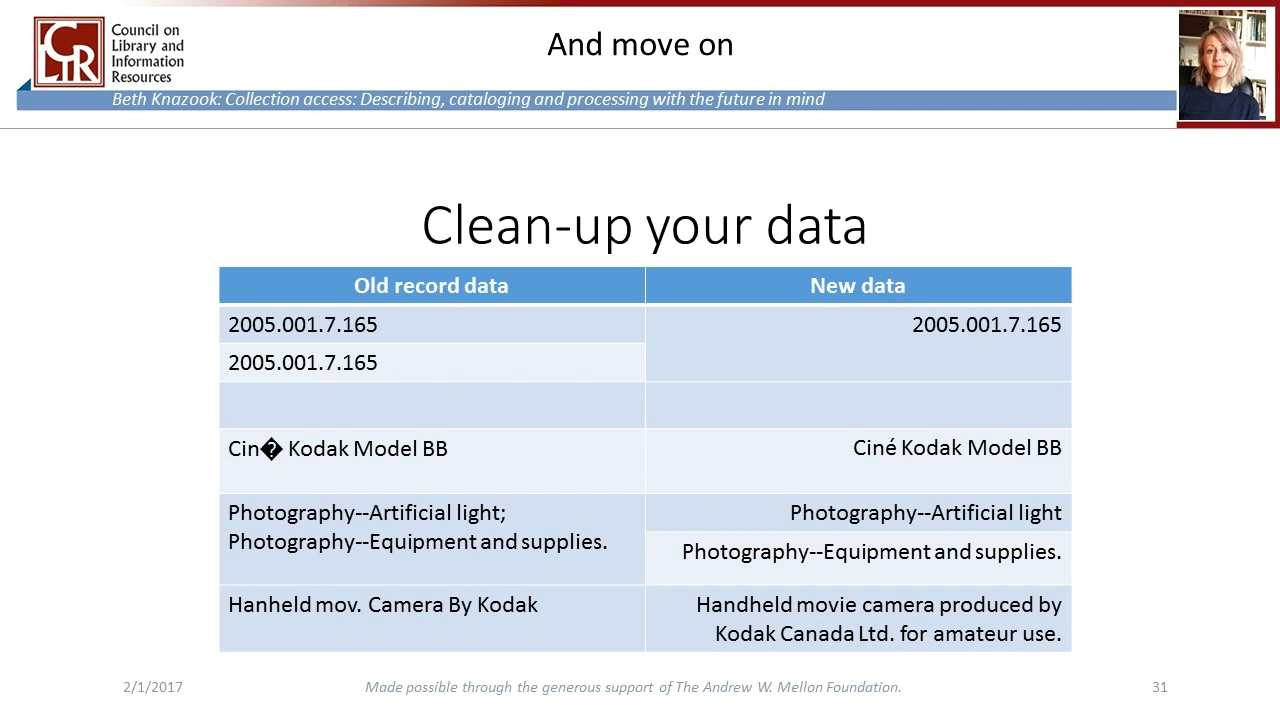 And move on
CLIR
Council on
Library and
Information
Resources
Beth Knazook: Collection access: Describing, cataloging and processing with the future in mind
Clean-up your data
Old record data
New data
2005.001.7.165
2005.001.7.165
2005.001.7.165
Cin� Kodak Model BB
Ciné Kodak Model BB
Photography--Artificial light;
Photography--Equipment and supplies.
Photography--Artificial light
Photography--Equipment and supplies.
Hanheld mov. Camera By Kodak
Handheld movie camera produced by
Kodak Canada Ltd. for amateur use.
2/1/2017
Made possible through the generous support of The Andrew W. Mellon Foundation.
31